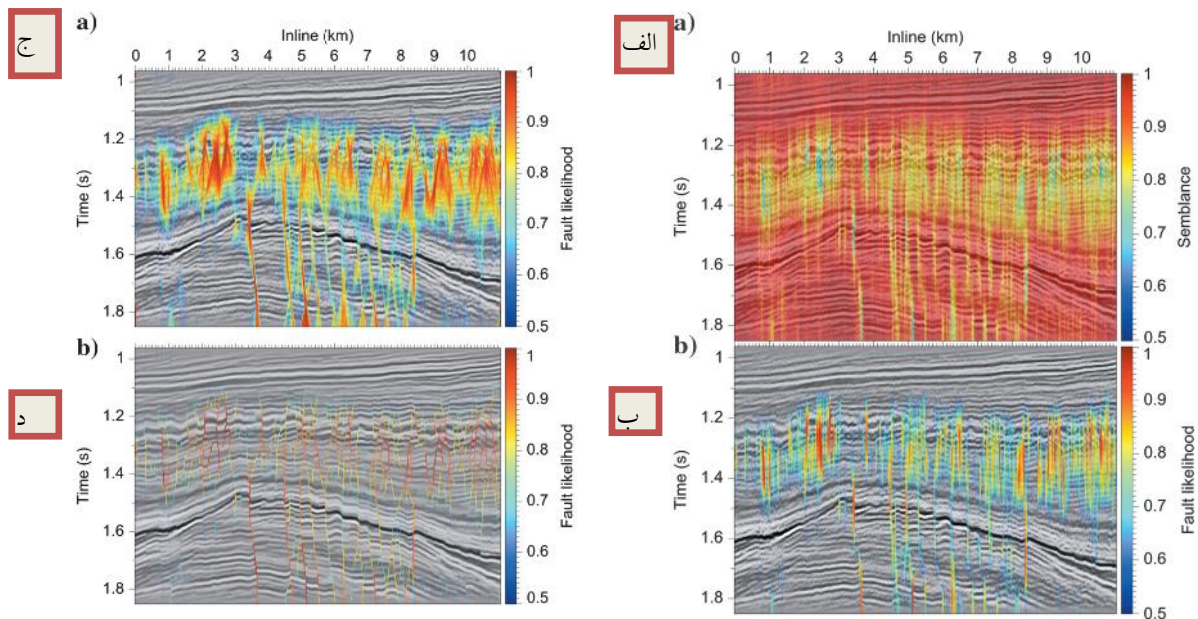 ج
a)
Inline (km)
0 1 2 3 4 5 6 7 8 9 10
1
1.2
1.4
1.6
1.8
Time (s)
1
0.9
0.8
0.7
0.6
0.5
Fault likelihood
الف
a)
Inline (km)
0 1 2 3 4 5 6 7 8 9 10
1
1.2
1.4
1.6
1.8
Time (s)
1
0.9
0.8
0.7
0.6
0.5
Semblance
د
b)
1
1.2
1.4
1.6
1.8
Time (s)
1
0.9
0.8
0.7
0.6
0.5
Fault likelihood
ب
b)
1
1.2
1.4
1.6
1.8
Time (s)
1
0.9
0.8
0.7
0.6
0.5
Fault likelihood